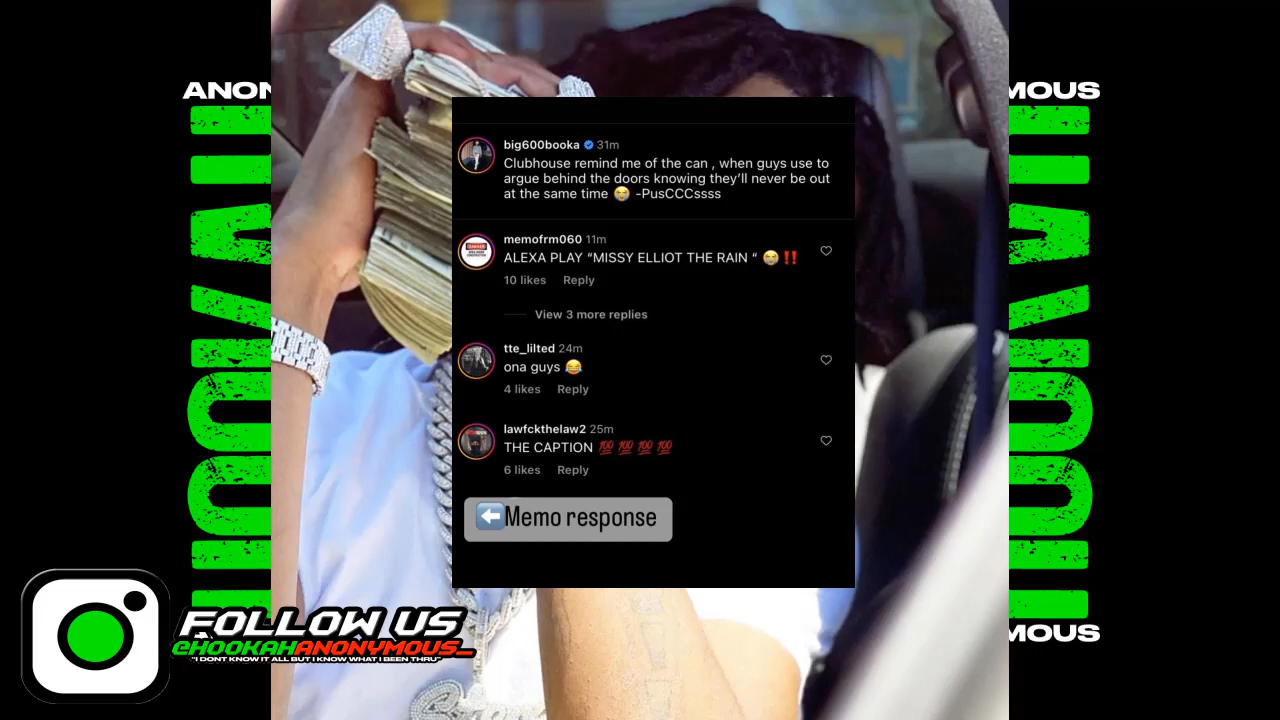 ANON
MOUS
big600booka 31m
Clubhouse remind me of the can , when guys use to
argue behind the doors knowing they'll never be out
at the same time 😭 -PusCCCssss
memofrm060 11m
ALEXA PLAY “MISSY ELLIOT THE RAIN “ 😭‼️
10 likes Reply
View 3 more replies
tte_lilted 24m
ona guys 😂
4 likes Reply
lawfckthelaw2 25m
THE CAPTION 💯 💯 💯 💯
6 likes Reply
⬅️Memo response
FOLLOW US
@HOOKAHANONYMOUS_
"I DONT KNOW IT ALL BUT I KNOW WHAT I BEEN THRU"
MOUS